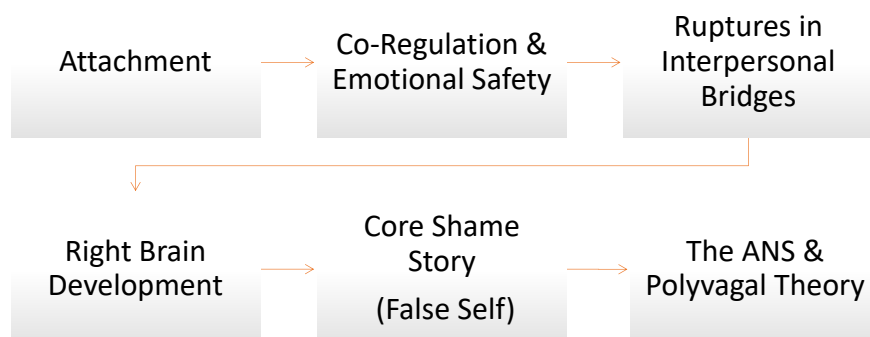 Attachment
Co-Regulation &
Emotional Safety
Ruptures in
Interpersonal
Bridges
Right Brain
Development
Core Shame
Story
(False Self)
The ANS &
Polyvagal Theory